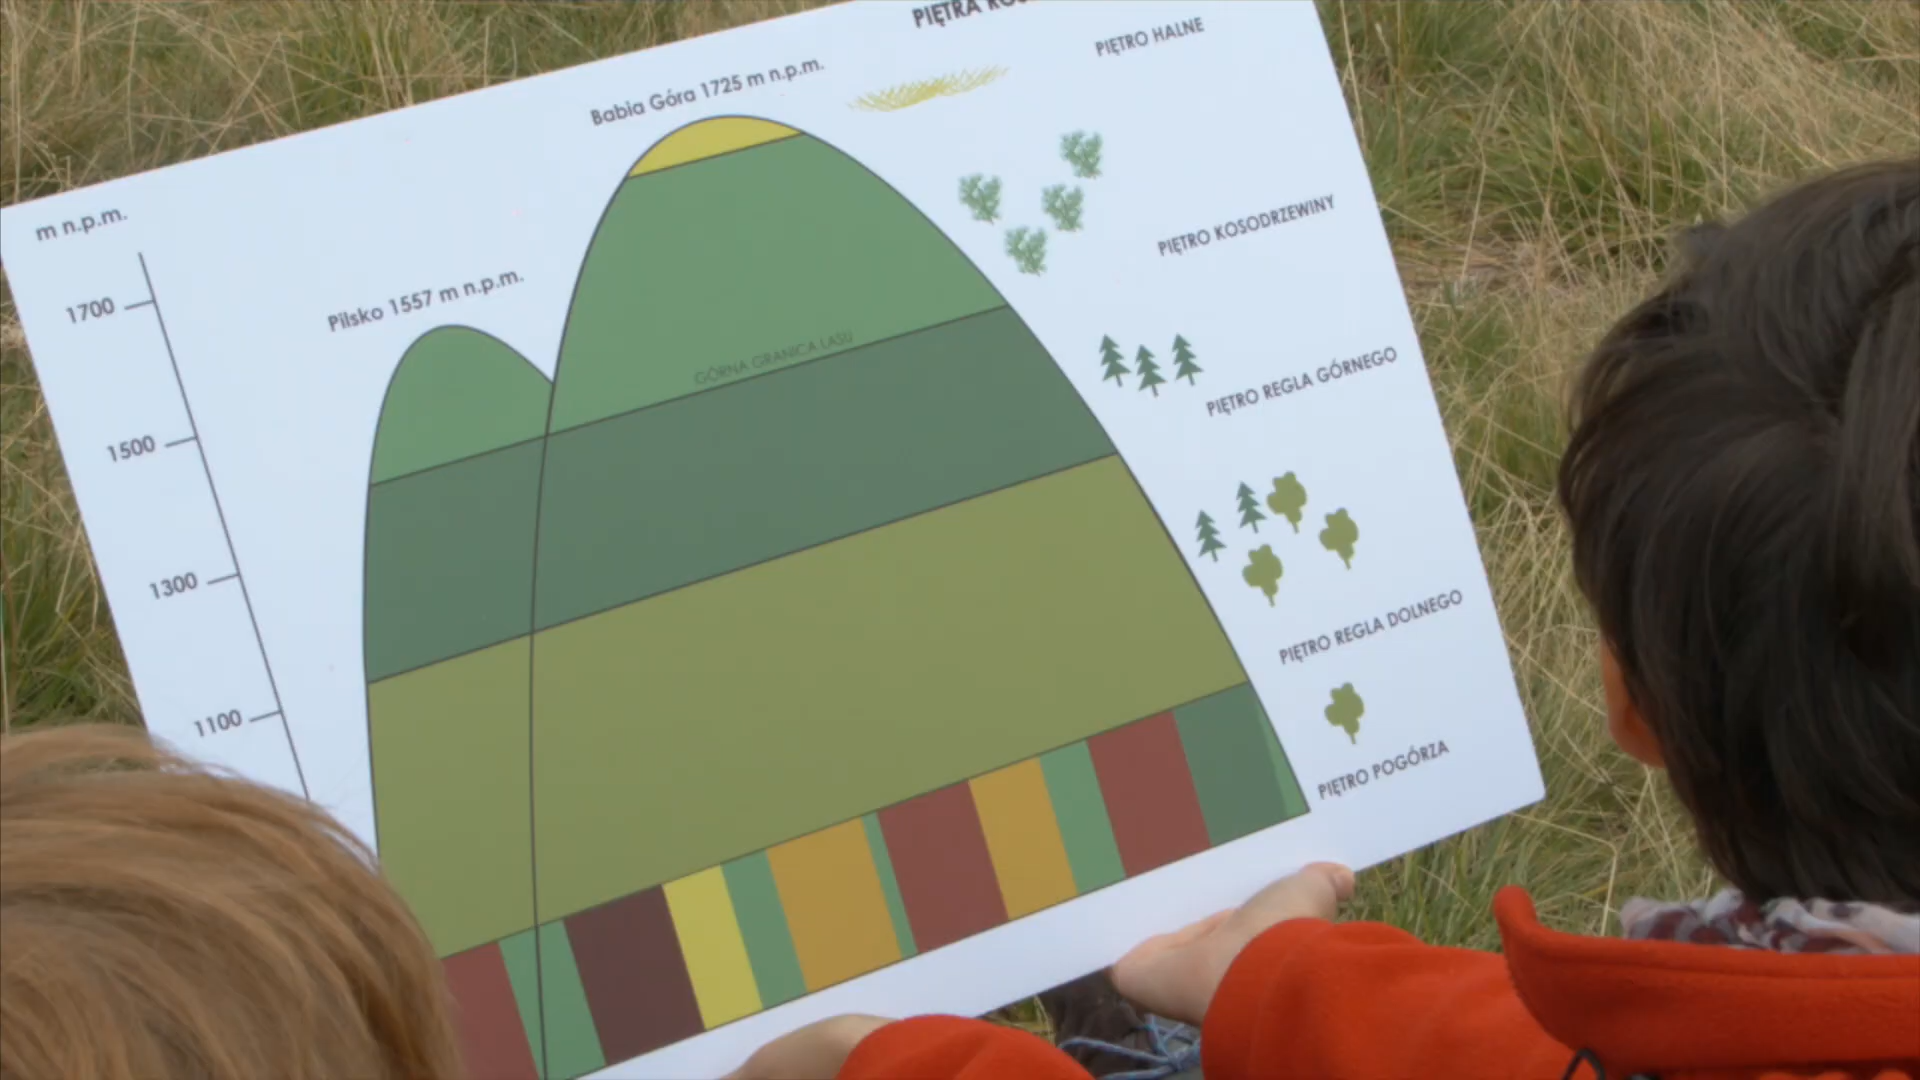 PIĘTRA
PIĘTRO HALNE
Babia Góra 1725 m n.p.m.
m n.p.m.
PIĘTRO KOSODRZEWINY
1700
Pilsko 1557 m n.p.m.
GÓRNA GRANICA LASU
PIĘTRO REGLA GÓRNEGO
1500
1300
PIĘTRO REGLA DOLNEGO
1100
PIĘTRO POGÓRZA